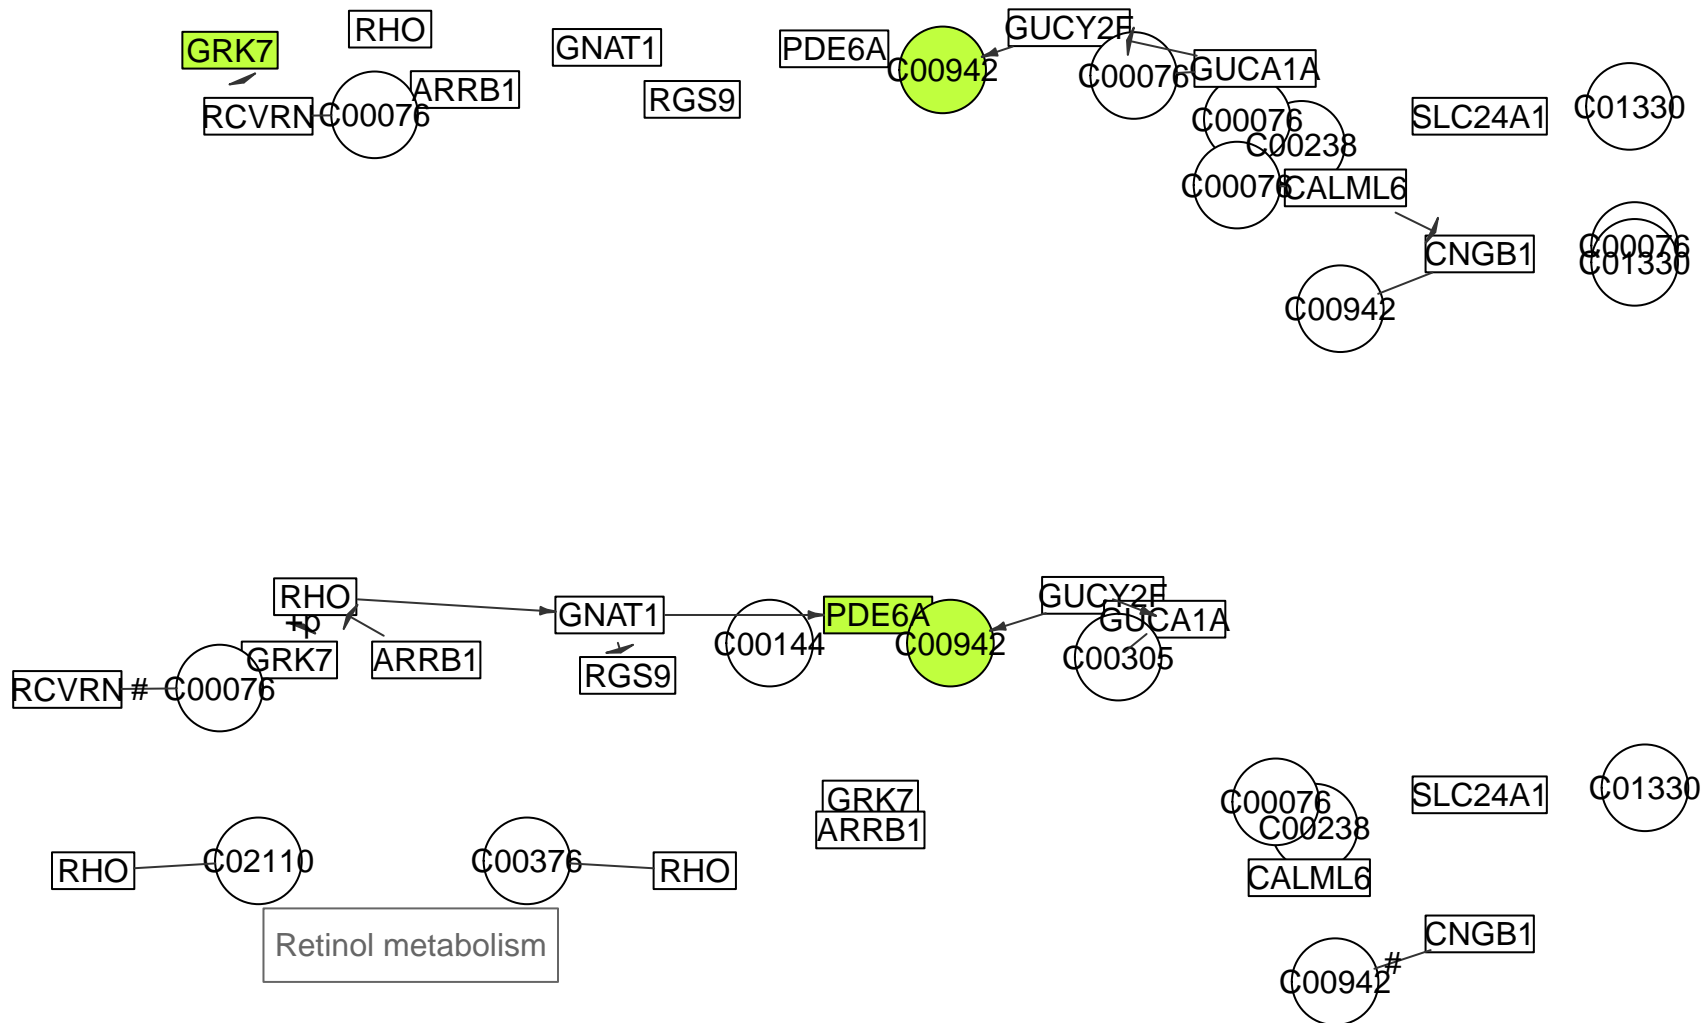 RHO
GRK7
GNAT1
PDE6A
GUCY2F
C00942
C00076
GUCA1A
ARRB1
RGS9
RCVRN
C00076
C00076
C00238
SLC24A1
C01330
C00076
CALML6
C00076
C01330
CNGB1
C00942
RHO
+p
GNAT1
PDE6A
GUCY2F
GUCA1A
GRK7
ARRB1
RGS9
C00144
C00942
C00305
RCVRN
#
C00076
GRK7
ARRB1
C00076
C00238
SLC24A1
C01330
RHO
C02110
C00376
RHO
CALML6
Retinol metabolism
CNGB1
#
C00942